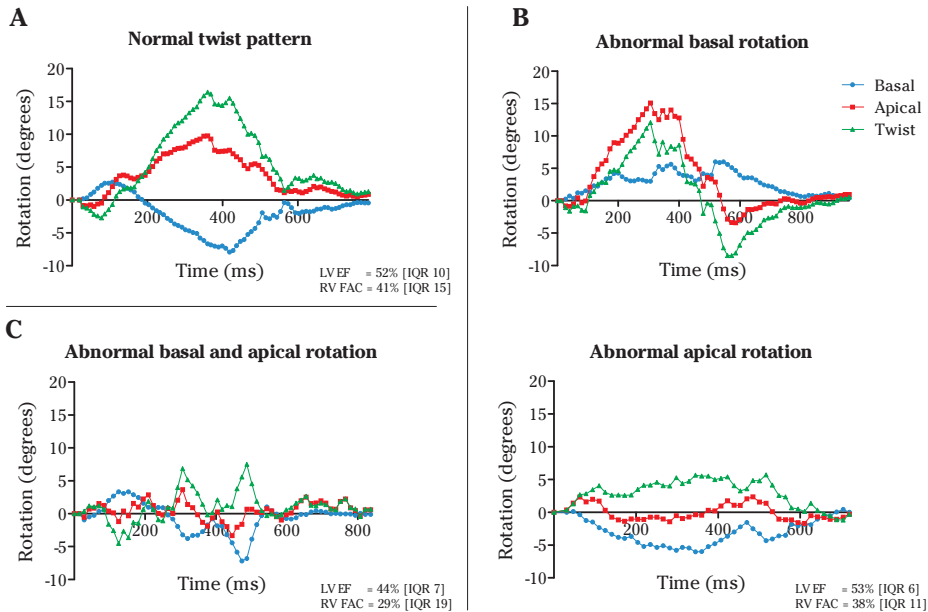 A
Normal twist pattern
20
15
10
5
0
-5
-10
200
400
600
Rotation (degrees)
Time (ms)
LV EF = 52% [IQR 10]
RV FAC = 41% [IQR 15]
B
Abnormal basal rotation
20
15
10
5
0
-5
-10
200
400
600
800
Rotation (degrees)
Time (ms)
Basal
Apical
Twist
C
Abnormal basal and apical rotation
20
15
10
5
0
-5
-10
200
400
600
800
Rotation (degrees)
Time (ms)
LV EF = 44% [IQR 7]
RV FAC = 29% [IQR 19]
Abnormal apical rotation
20
15
10
5
0
-5
-10
200
400
600
Rotation (degrees)
Time (ms)
LV EF = 53% [IQR 6]
RV FAC = 38% [IQR 11]